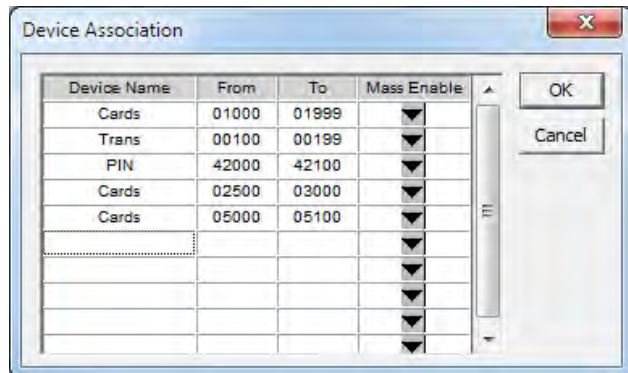 Device Association
Device Name From To Mass Enable
OK
Cards 01000 01999
Trans 00100 00199
Cancel
PIN 42000 42100
Cards 02500 03000
Cards 05000 05100